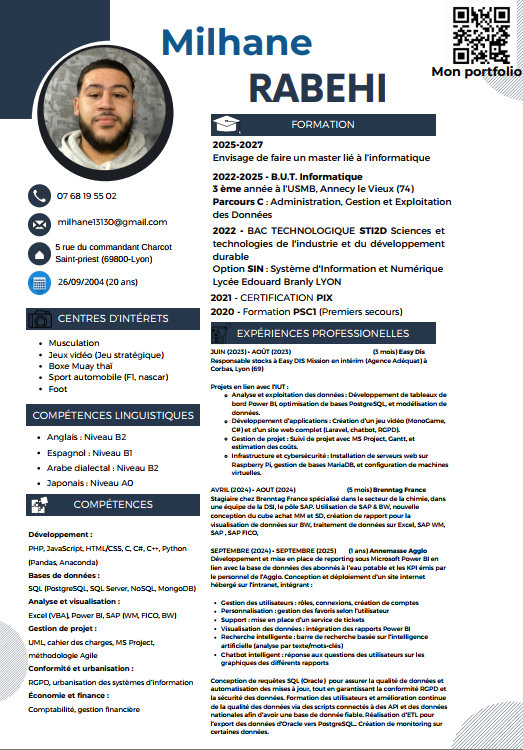 Milhane
RABEHI
Mon portfolio
07 68 19 55 02
milhane13130@gmail.com
5 rue du commandant Charcot
Saint-priest (69800-Lyon)
26/09/2004 (20 ans)
CENTRES D'INTÉRETS
Musculation
Jeux vidéo (Jeu stratégique)
Boxe Muay thaï
Sport automobile (F1, nascar)
Foot
COMPÉTENCES LINGUISTIQUES
Anglais : Niveau B2
Espagnol : Niveau B1
Arabe dialectal : Niveau B2
Japonais : Niveau A0
COMPÉTENCES
Développement :
PHP, JavaScript, HTML/CSS, C, C#, C++, Python
(Pandas, Anaconda)
Bases de données :
SQL (PostgreSQL, SQL Server, NoSQL, MongoDB)
Analyse et visualisation :
Excel (VBA), Power BI, SAP (WM, FICO, BW)
Gestion de projet :
UML, cahier des charges, MS Project,
méthodologie Agile
Conformité et urbanisation :
RGPD, urbanisation des systèmes d'information
Économie et finance :
Comptabilité, gestion financière
FORMATION
2025-2027
Envisage de faire un master lié à l'informatique
2022-2025 - B.U.T. Informatique
3 ème année à l'USMB, Annecy le Vieux (74)
Parcours C : Administration, Gestion et Exploitation
des Données
2022 - BAC TECHNOLOGIQUE STI2D Sciences et
technologies de l'industrie et du développement
durable
Option SIN : Système d'Information et Numérique
Lycée Edouard Branly LYON
2021 - CERTIFICATION PIX
2020 - Formation PSC1 (Premiers secours)
EXPÉRIENCES PROFESSIONELLES
JUIN (2023) - AOÛT (2023) (3 mois) Easy Dis
Responsable stocks à Easy DIS Mission en intérim (Agence Adéquat) à
Corbas, Lyon (69)
Projets en lien avec l'IUT :
Analyse et exploitation des données : Développement de tableaux de
bord Power BI, optimisation de bases PostgreSQL, et modélisation de
données.
Développement d'applications : Création d'un jeu vidéo (MonoGame,
C#) et d'un site web complet (Laravel, chatbot, RGPD).
Gestion de projet : Suivi de projet avec MS Project, Gantt, et
estimation des coûts.
Infrastructure et cybersécurité : Installation de serveurs web sur
Raspberry Pi, gestion de bases MariaDB, et configuration de machines
virtuelles.
AVRIL (2024) - AOUT (2024) (5 mois) Brenntag France
Stagiaire chez Brenntag France spécialisé dans le secteur de la chimie, dans
une équipe de la DSI, le pôle SAP. Utilisation de SAP & BW, nouvelle
conception du cube achat MM et SD, création de rapport pour la
visualisation de données sur BW, traitement de données sur Excel, SAP WM,
SAP , SAP FICO,
SEPTEMBRE (2024) - SEPTEMBRE (2025) (1 ans) Annemasse Agglo
Développement et mise en place de reporting sous Microsoft Power BI en
lien avec la base de données des abonnés à l'eau potable et les KPI émis par
le personnel de l'Agglo. Conception et déploiement d'un site internet
hébergé sur l'intranet, intégrant :
Gestion des utilisateurs : rôles, connexions, création de comptes
Personnalisation : gestion des favoris selon l'utilisateur
Support : mise en place d'un service de tickets
Visualisation des données : intégration des rapports Power BI
Recherche intelligente : barre de recherche basée sur l'intelligence
artificielle (analyse par texte/mots-clés)
Chatbot intelligent : réponse aux questions des utilisateurs sur les
graphiques des différents rapports
Conception de requêtes SQL (Oracle) pour assurer la qualité de données et
automatisation des mises à jour, tout en garantissant la conformité RGPD et
la sécurité des données. Formation des utilisateurs et amélioration continue
de la qualité des données via des scripts connectés à des API et des données
nationales afin d'avoir une base de donnée fiable. Réalisation d'ETL pour
l'export des données d'Oracle vers PostgreSQL. Création de monitoring sur
certaines données.